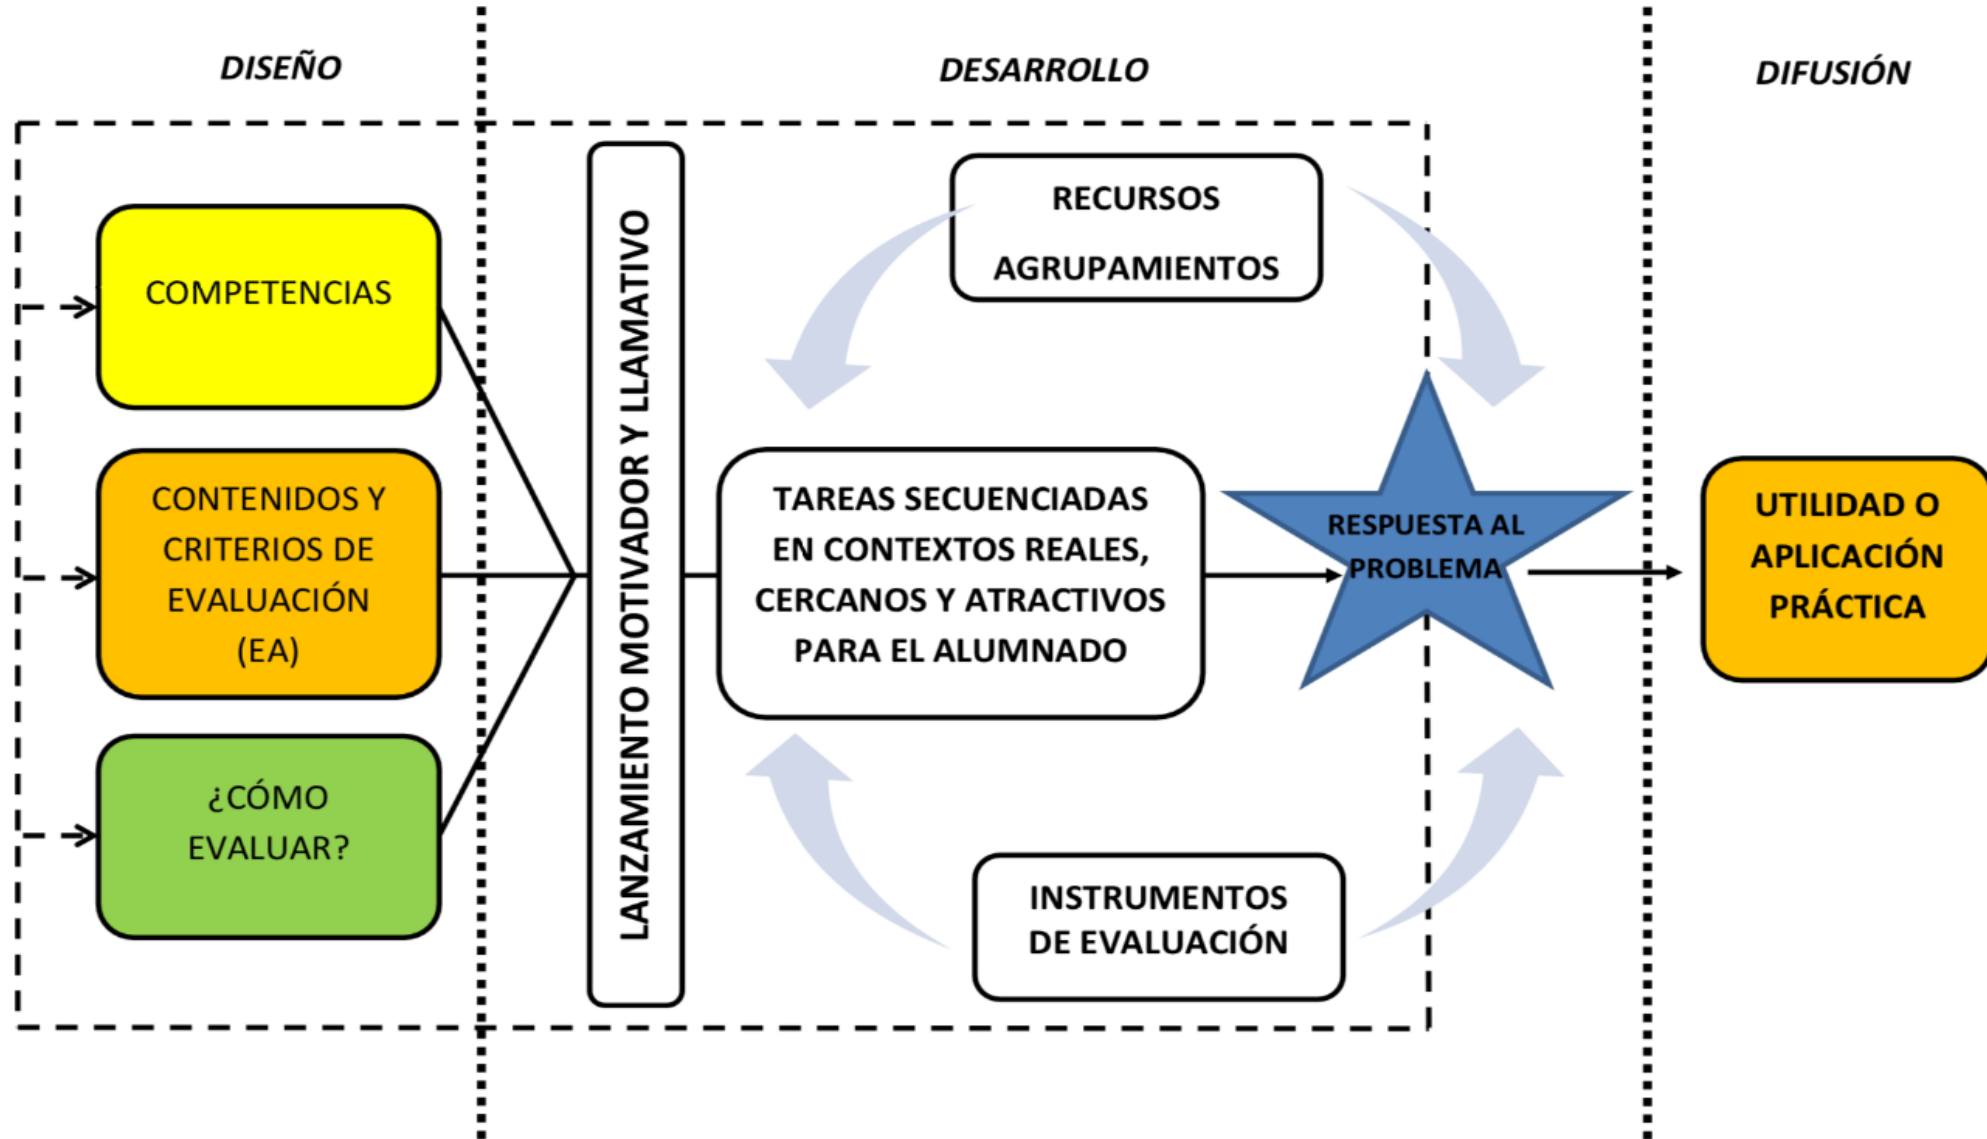 DISEÑO
DESARROLLO
DIFUSIÓN
COMPETENCIAS
CONTENIDOS Y
CRITERIOS DE
EVALUACIÓN
(EA)
¿CÓMO
EVALUAR?
LANZAMIENTO MOTIVADOR Y LLAMATIVO
RECURSOS
AGRUPAMIENTOS
TAREAS SECUENCIADAS
EN CONTEXTOS REALES,
CERCANOS Y ATRACTIVOS
PARA EL ALUMNADO
INSTRUMENTOS
DE EVALUACIÓN
RESPUESTA AL
PROBLEMA
UTILIDAD O
APLICACIÓN
PRÁCTICA